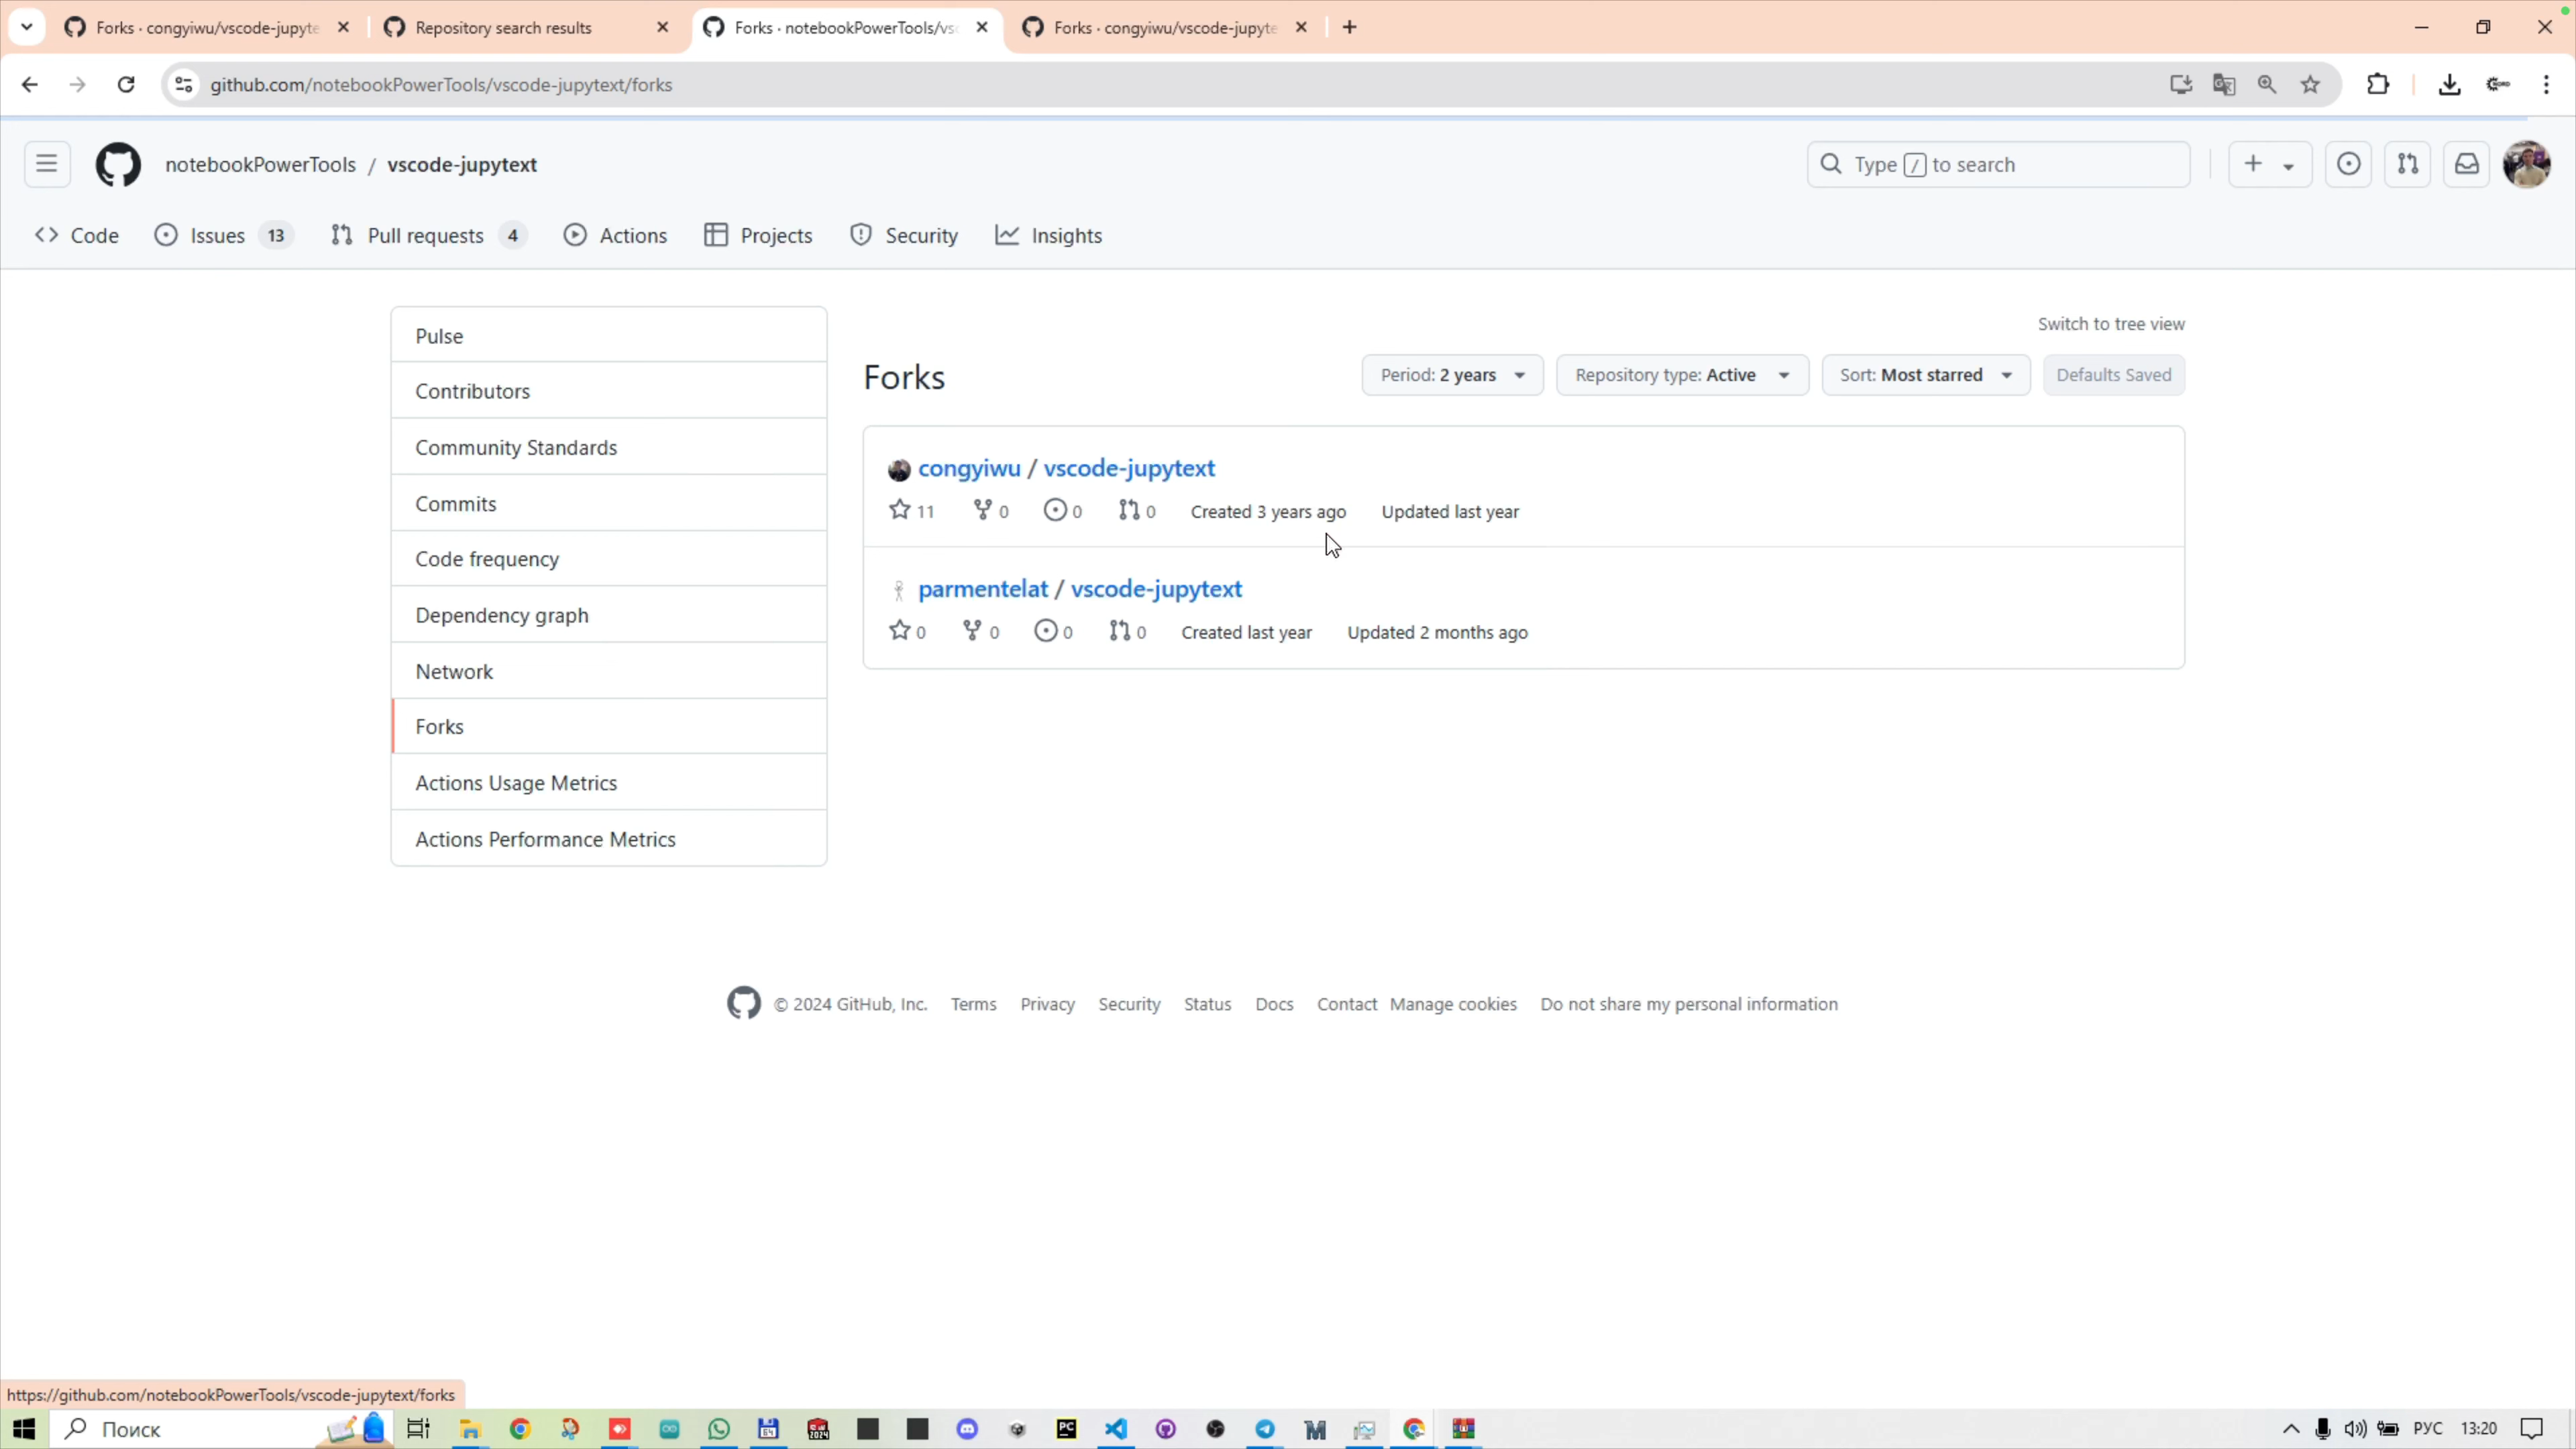 Forks · congyiwu/vscode-jupyte
Repository search results
Forks · notebookPowerTools/vsc
Forks · congyiwu/vscode-jupyte
github.com/notebookPowerTools/vscode-jupytext/forks
notebookPowerTools / vscode-jupytext
Type / to search
Code
Issues 13
Pull requests 4
Actions
Projects
Security
Insights
Pulse
Contributors
Community Standards
Commits
Code frequency
Dependency graph
Network
Forks
Actions Usage Metrics
Actions Performance Metrics
Switch to tree view
Forks
Period: 2 years
Repository type: Active
Sort: Most starred
Defaults Saved
congyiwu / vscode-jupytext
11 0 0 0 Created 3 years ago Updated last year
parmentelat / vscode-jupytext
0 0 0 0 Created last year Updated 2 months ago
© 2024 GitHub, Inc. Terms Privacy Security Status Docs Contact Manage cookies Do not share my personal information
https://github.com/notebookPowerTools/vscode-jupytext/forks
Поиск
64
2024
PC
РУС
13:20